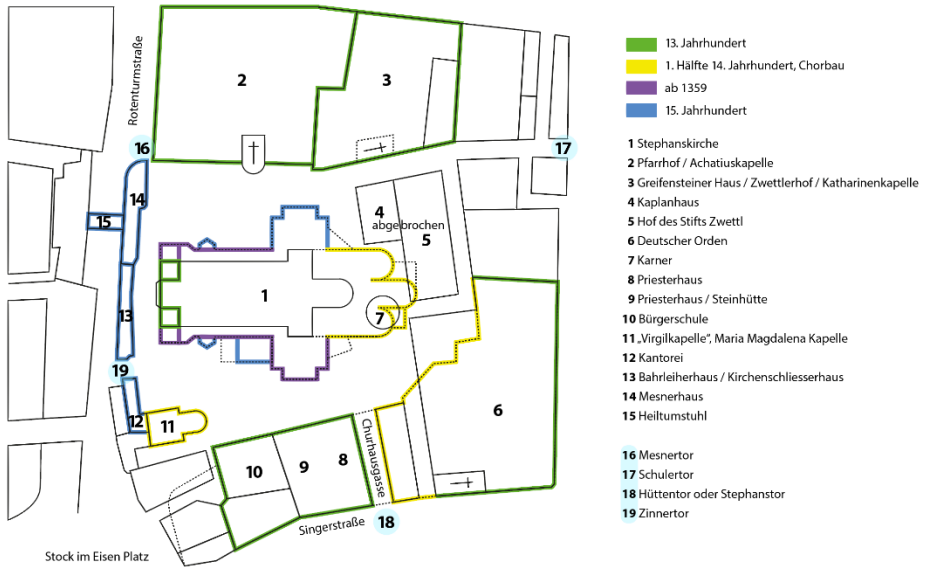 Rotenturmstraße
2
3
16
17
14
15
4
abgebrochen
5
1
7
13
19
12
11
6
10
9
8
Churhausgasse
18
Singerstraße
Stock im Eisen Platz
13. Jahrhundert
1. Hälfte 14. Jahrhundert, Chorbau
ab 1359
15. Jahrhundert
1 Stephanskirche
2 Pfarrhof / Achatiuskapelle
3 Greifensteiner Haus / Zwettlerhof / Katharinenkapelle
4 Kaplanhaus
5 Hof des Stifts Zwettl
6 Deutscher Orden
7 Karner
8 Priesterhaus
9 Priesterhaus / Steinhütte
10 Bürgerschule
11 „Virgilkapelle“, Maria Magdalena Kapelle
12 Kantorei
13 Bahrleiherhaus / Kirchenschliesserhaus
14 Mesnerhaus
15 Heiltumstuhl
16 Mesnertor
17 Schulertor
18 Hüttentor oder Stephanstor
19 Zinnertor